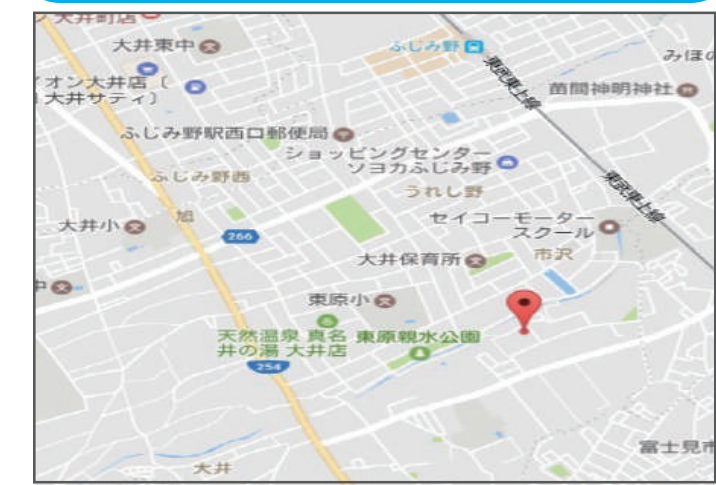 大井町店
大井東中
ふじみ野
東武東上線
みほの
イオン大井店〔
大井サティ〕
苗間神明神社
ふじみ野駅西口郵便局
ショッピングセンター
ソヨカふじみ野
ふじみ野西
うれし野
東武東上線
旭
大井小
セイコーモーター
スクール
266
大井保育所
市沢
中
東原小
天然温泉 真名
井の湯 大井店
東原親水公園
254
富士見市
大井